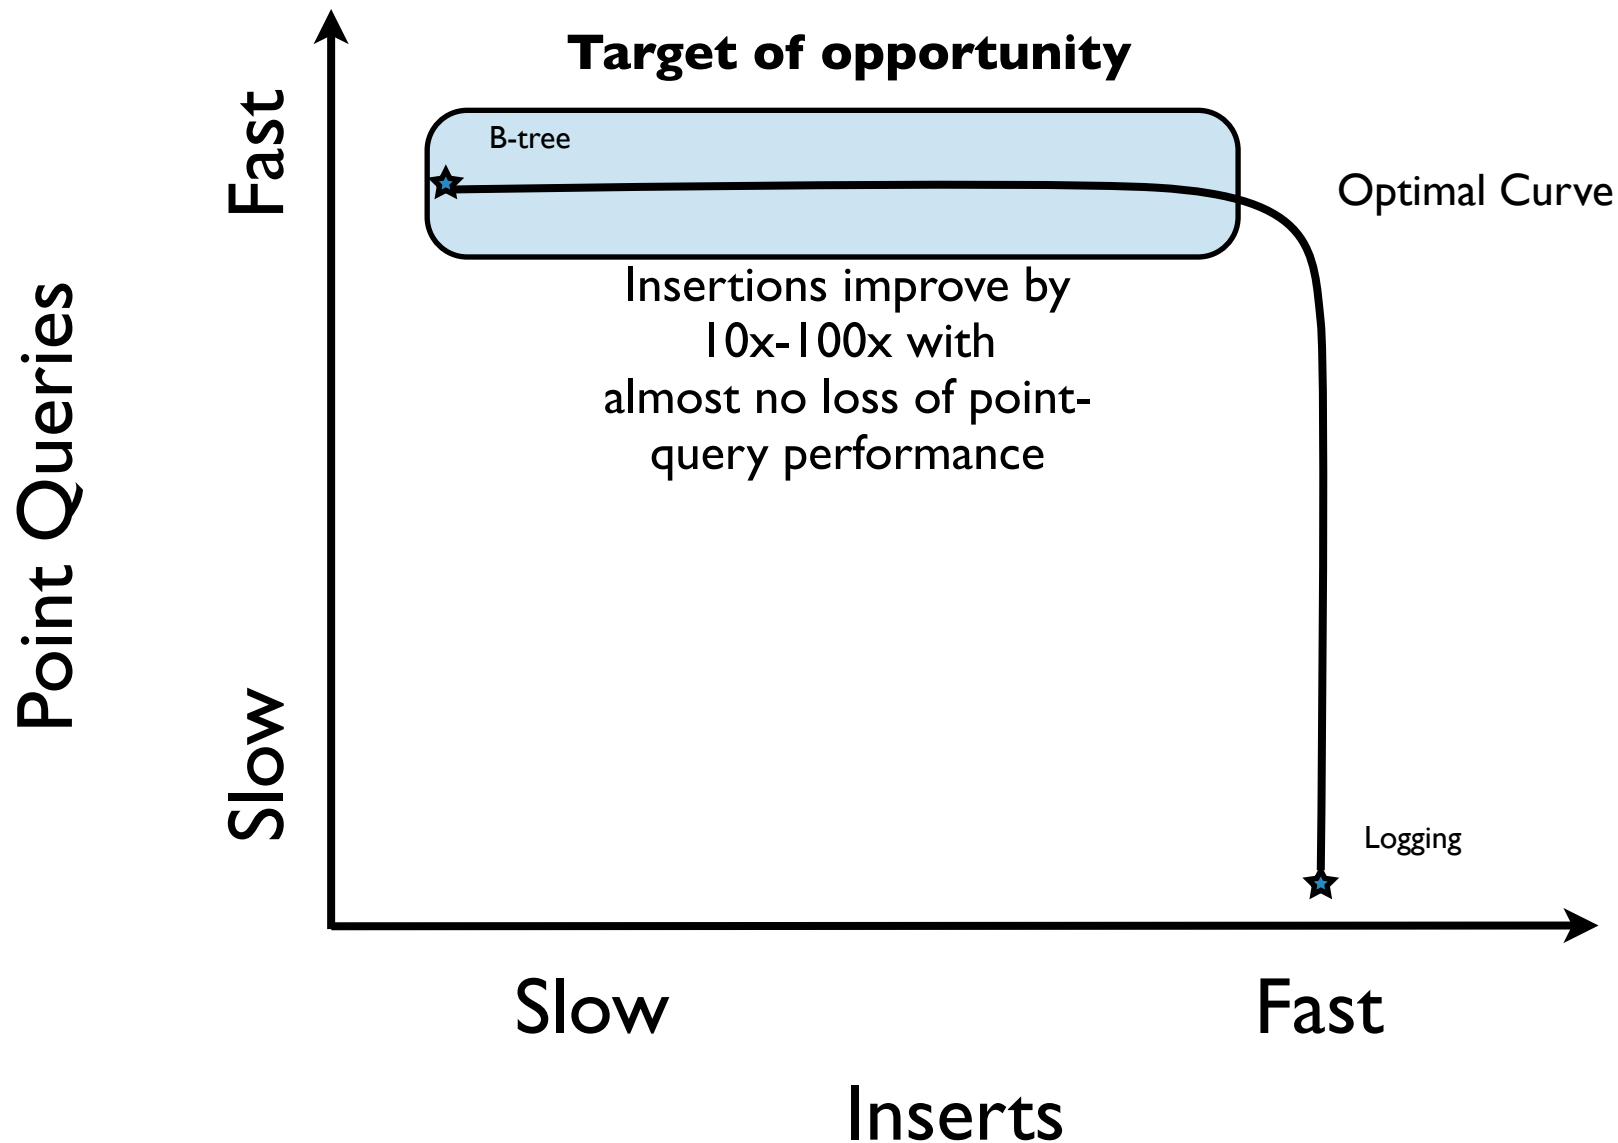 Target of opportunity
Fast
B-tree
Optimal Curve
Insertions improve by
10x-100x with
almost no loss of point-
query performance
Point Queries
Slow
Logging
Slow
Fast
Inserts